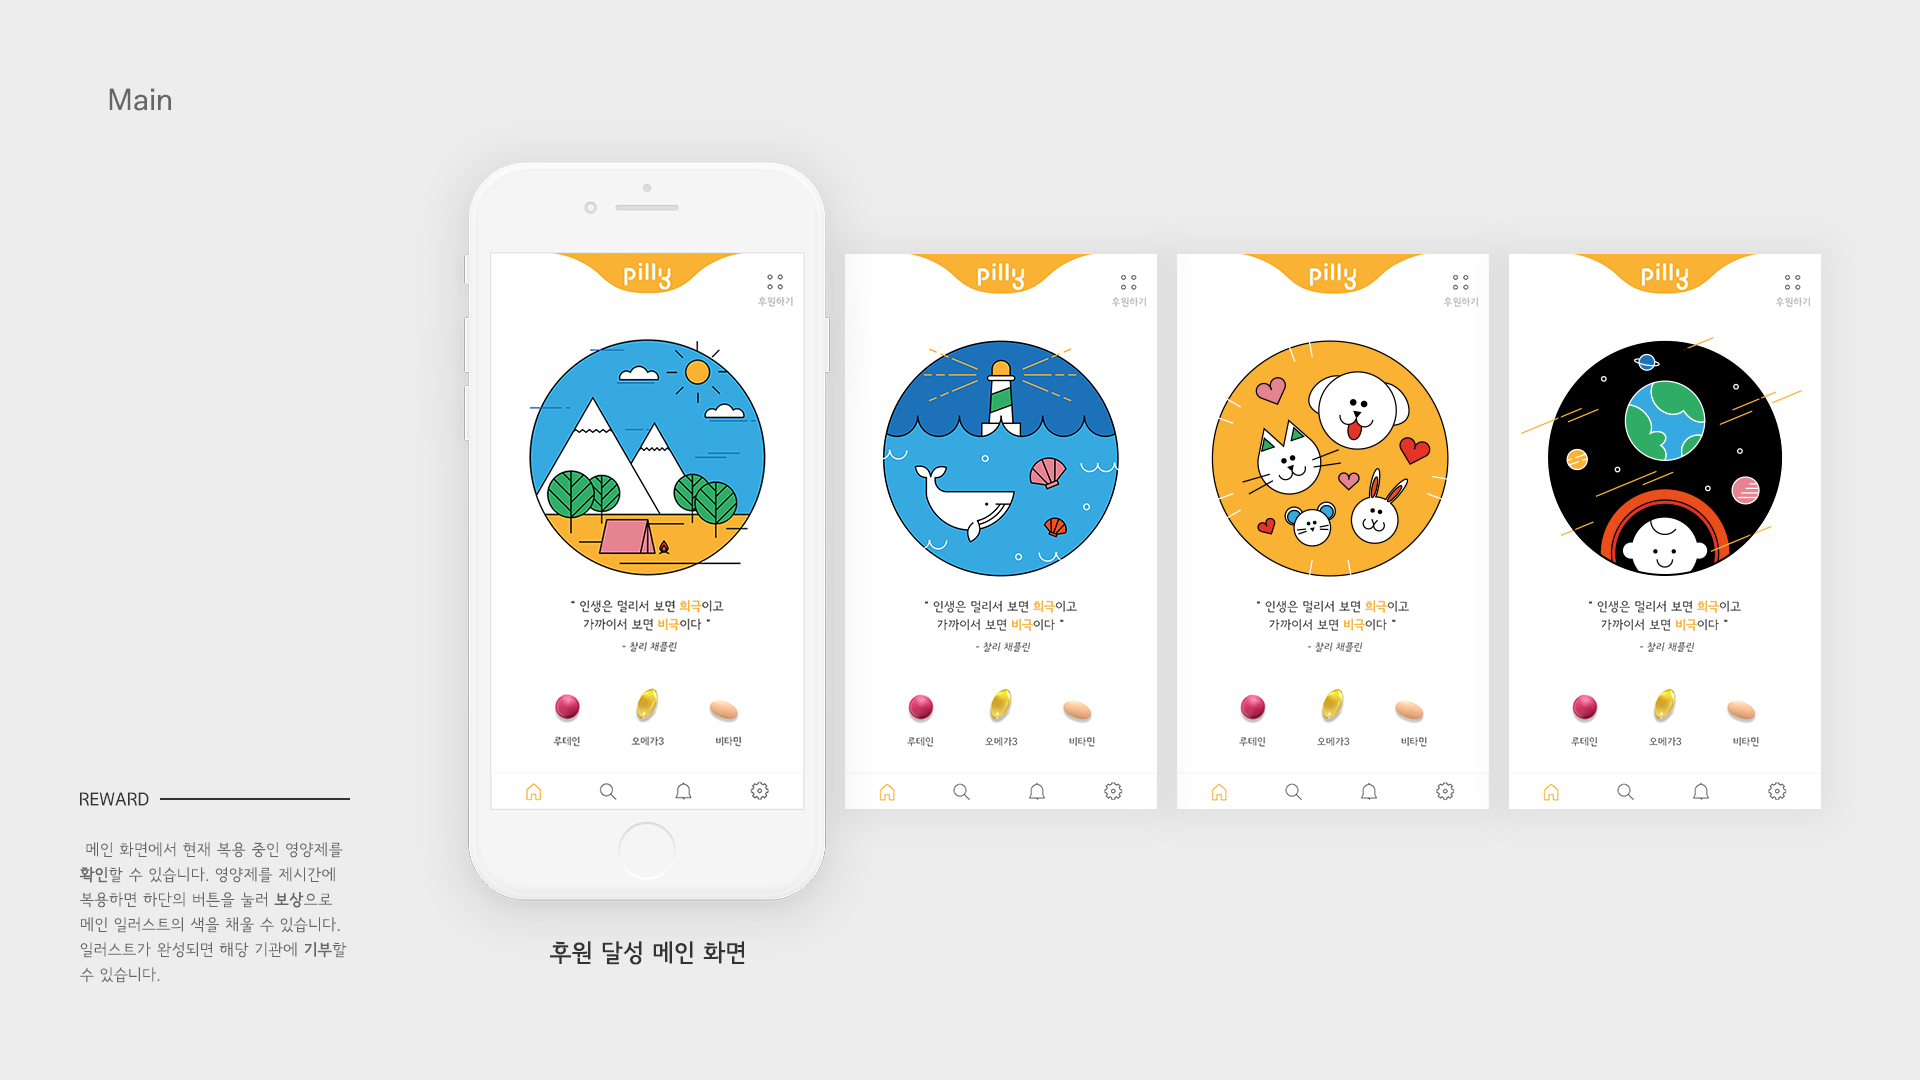 Main
pilly
후원하기
" 인생은 멀리서 보면 희극이고
가까이서 보면 비극이다 "
- 찰리 채플린
루테인
오메가3
비타민
pilly
후원하기
" 인생은 멀리서 보면 희극이고
가까이서 보면 비극이다 "
- 찰리 채플린
루테인
오메가3
비타민
pilly
후원하기
" 인생은 멀리서 보면 희극이고
가까이서 보면 비극이다 "
- 찰리 채플린
루테인
오메가3
비타민
pilly
후원하기
" 인생은 멀리서 보면 희극이고
가까이서 보면 비극이다 "
- 찰리 채플린
루테인
오메가3
비타민
REWARD
메인 화면에서 현재 복용 중인 영양제를
확인할 수 있습니다. 영양제를 제시간에
복용하면 하단의 버튼을 눌러 보상으로
메인 일러스트의 색을 채울 수 있습니다.
일러스트가 완성되면 해당 기관에 기부할
수 있습니다.
후원 달성 메인 화면